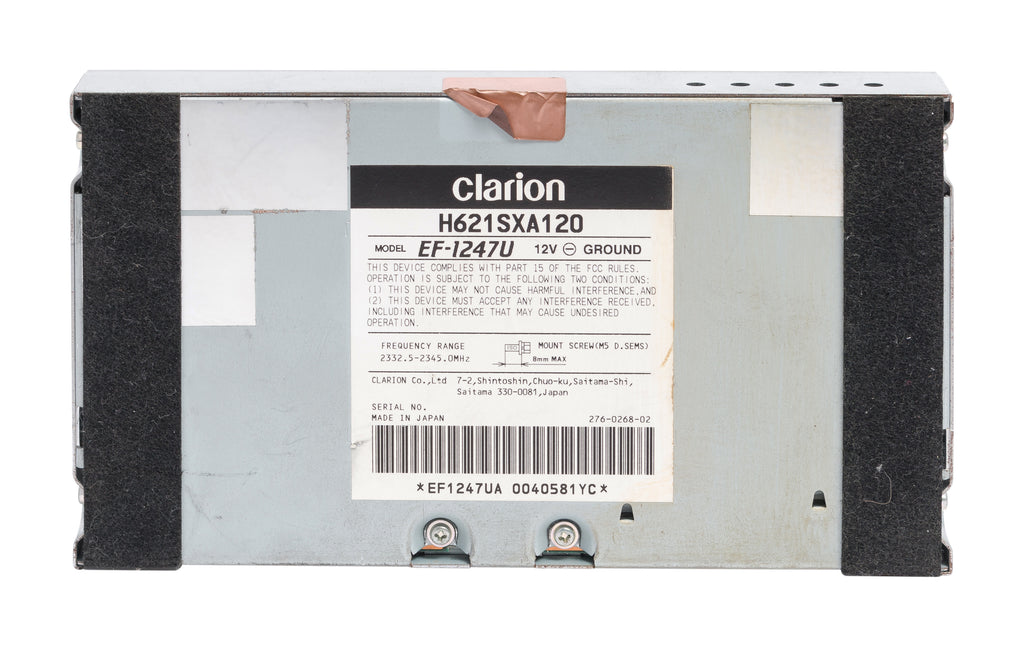 clarion
H621SXA120
MODEL EF-1247U 12V ⊖ GROUND
THIS DEVICE COMPLIES WITH PART 15 OF THE FCC RULES.
OPERATION IS SUBJECT TO THE FOLLOWING TWO CONDITIONS:
(1) THIS DEVICE MAY NOT CAUSE HARMFUL INTERFERENCE,AND
(2) THIS DEVICE MUST ACCEPT ANY INTERFERENCE RECEIVED,
INCLUDING INTERFERENCE THAT MAY CAUSE UNDESIRED
OPERATION.
FREQUENCY RANGE MOUNT SCREW(M5 D.SEMS)
2332.5-2345.0MHz 8mm MAX
CLARION Co.,Ltd 7-2,Shintoshin,Chuo-ku,Saitama-Shi,
Saitama 330-0081,Japan
SERIAL NO.
MADE IN JAPAN 276-0268-02
*EF1247UA 0040581YC*